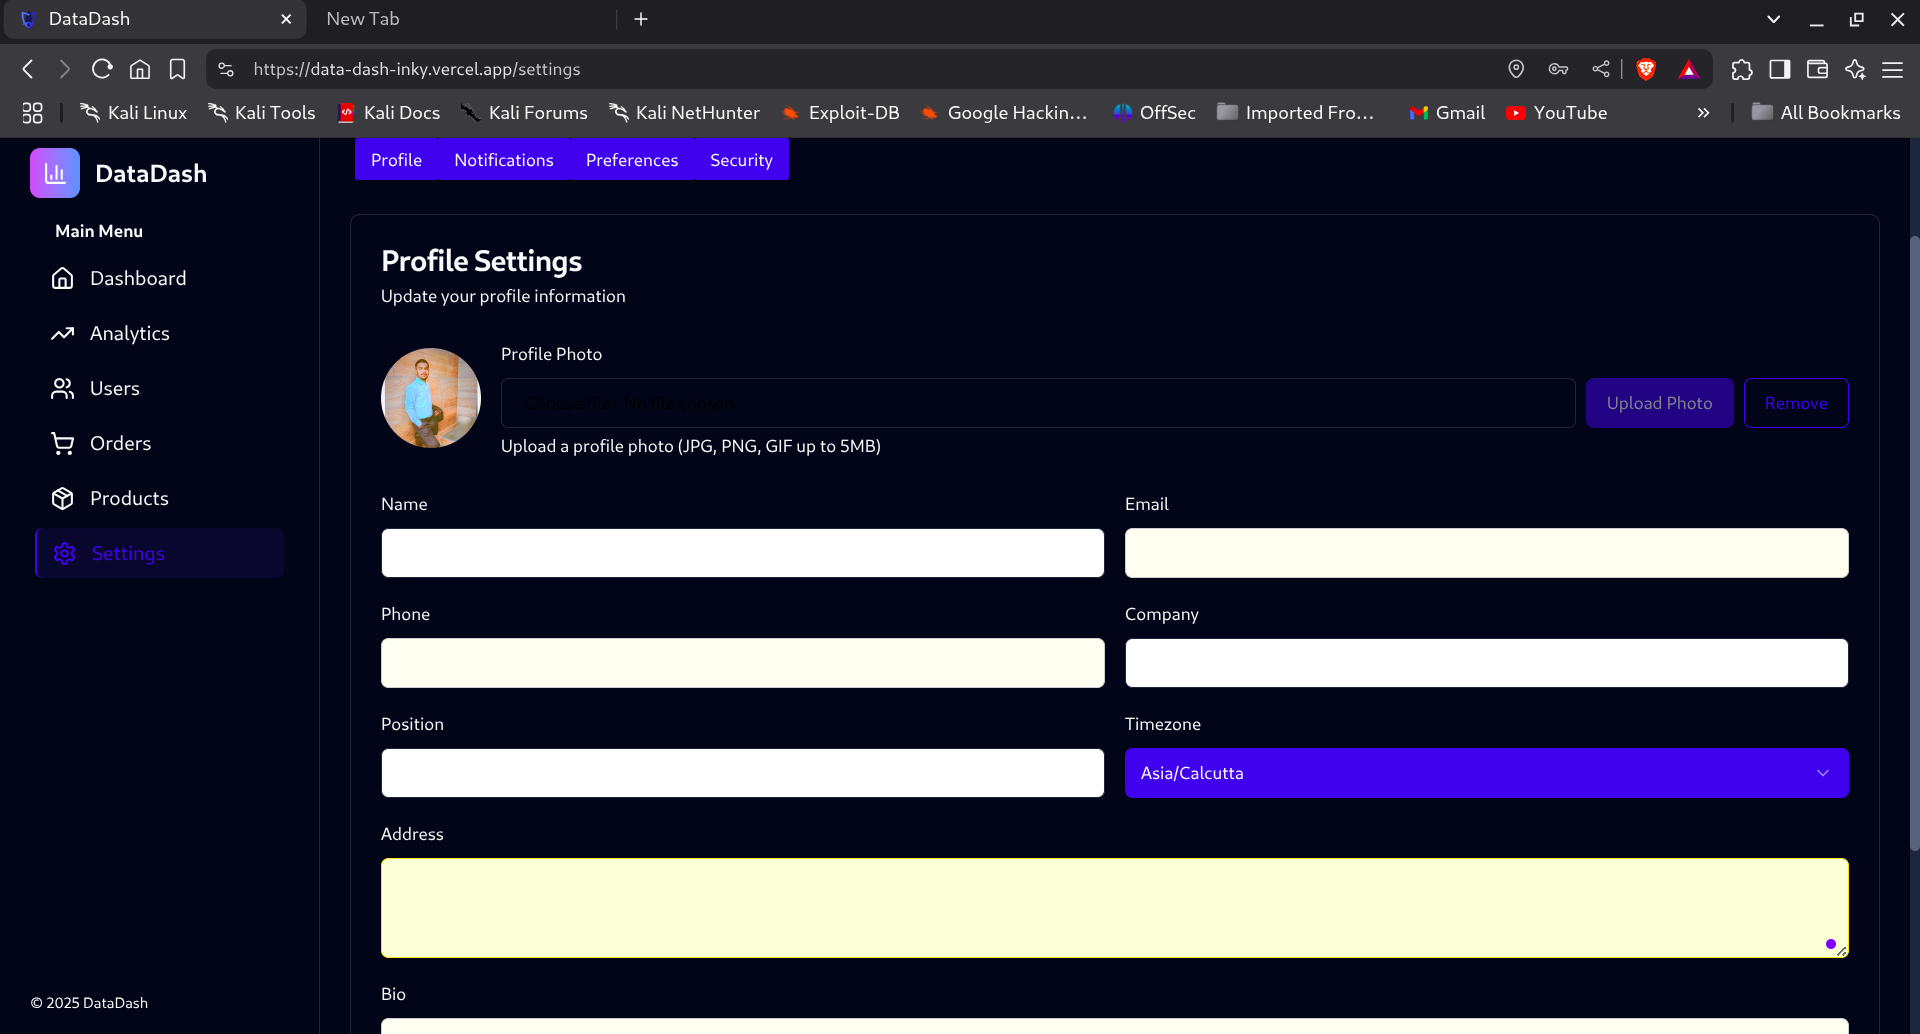 DataDash
New Tab
https://data-dash-inky.vercel.app/settings
Kali Linux
Kali Tools
Kali Docs
Kali Forums
Kali NetHunter
Exploit-DB
Google Hackin...
OffSec
Imported Fro...
Gmail
YouTube
All Bookmarks
DataDash
Main Menu
Dashboard
Analytics
Users
Orders
Products
Settings
© 2025 DataDash
Profile
Notifications
Preferences
Security
Profile Settings
Update your profile information
Profile Photo
Choose file No file chosen
Upload Photo
Remove
Upload a profile photo (JPG, PNG, GIF up to 5MB)
Name
Email
Phone
Company
Position
Timezone
Asia/Calcutta
Address
Bio